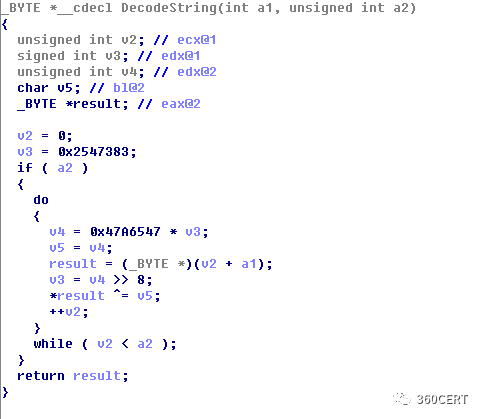 _BYTE *__cdecl DecodeString(int a1, unsigned int a2)
{
  unsigned int v2; // ecx@1
  signed int v3; // edx@1
  unsigned int v4; // edx@2
  char v5; // bl@2
  _BYTE *result; // eax@2

  v2 = 0;
  v3 = 0x2547383;
  if ( a2 )
  {
    do
    {
      v4 = 0x47A6547 * v3;
      v5 = v4;
      result = (_BYTE *)(v2 + a1);
      v3 = v4 >> 8;
      *result ^= v5;
      ++v2;
    }
    while ( v2 < a2 );
  }
  return result;
}
360CERT